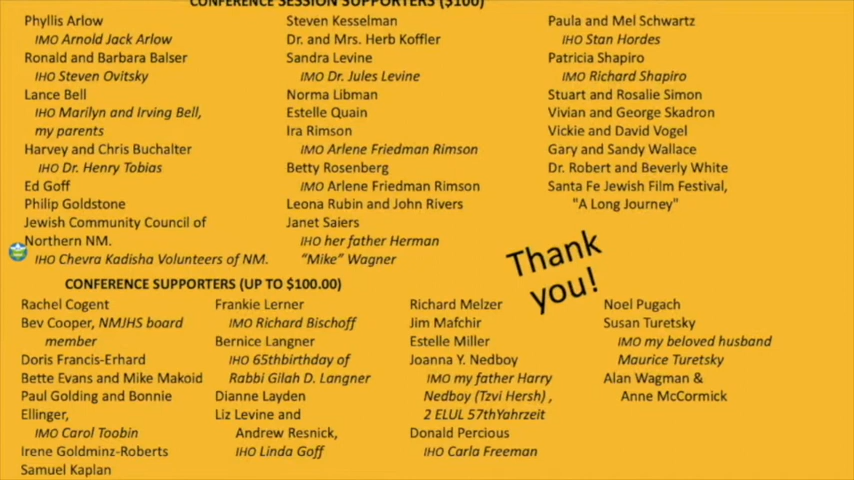 CONFERENCE SESSION SUPPORTERS ($100)
Phyllis Arlow
IMO Arnold Jack Arlow
Ronald and Barbara Balser
IHO Steven Ovitsky
Lance Bell
IHO Marilyn and Irving Bell,
my parents
Harvey and Chris Buchalter
IHO Dr. Henry Tobias
Ed Goff
Philip Goldstone
Jewish Community Council of
Northern NM.
IHO Chevra Kadisha Volunteers of NM.
Steven Kesselman
Dr. and Mrs. Herb Koffler
Sandra Levine
IMO Dr. Jules Levine
Norma Libman
Estelle Quain
Ira Rimson
IMO Arlene Friedman Rimson
Betty Rosenberg
IMO Arlene Friedman Rimson
Leona Rubin and John Rivers
Janet Saiers
IHO her father Herman
“Mike” Wagner
Paula and Mel Schwartz
IHO Stan Hordes
Patricia Shapiro
IMO Richard Shapiro
Stuart and Rosalie Simon
Vivian and George Skadron
Vickie and David Vogel
Gary and Sandy Wallace
Dr. Robert and Beverly White
Santa Fe Jewish Film Festival,
"A Long Journey"
Thank
you!
CONFERENCE SUPPORTERS (UP TO $100.00)
Rachel Cogent
Bev Cooper, NMJHS board
member
Doris Francis-Erhard
Bette Evans and Mike Makoid
Paul Golding and Bonnie
Ellinger,
IMO Carol Toobin
Irene Goldminz-Roberts
Samuel Kaplan
Frankie Lerner
IMO Richard Bischoff
Bernice Langner
IHO 65thbirthday of
Rabbi Gilah D. Langner
Dianne Layden
Liz Levine and
Andrew Resnick,
IHO Linda Goff
Richard Melzer
Jim Mafchir
Estelle Miller
Joanna Y. Nedboy
IMO my father Harry
Nedboy (Tzvi Hersh) ,
2 ELUL 57thYahrzeit
Donald Percious
IHO Carla Freeman
Noel Pugach
Susan Turetsky
IMO my beloved husband
Maurice Turetsky
Alan Wagman &
Anne McCormick